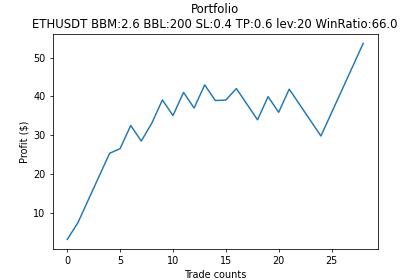 Portfolio
ETHUSDT BBM:2.6 BBL:200 SL:0.4 TP:0.6 lev:20 WinRatio:66.0
50
40
30
20
10
Profit ($)
0 5 10 15 20 25
Trade counts